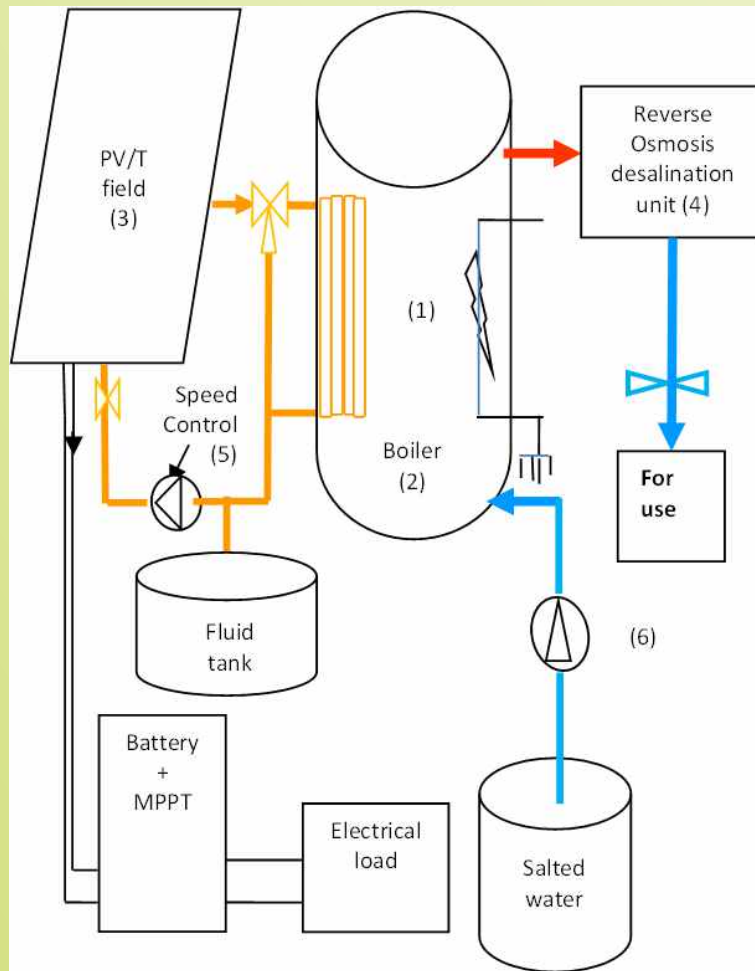 PV/T
field
(3)
Reverse
Osmosis
desalination
unit (4)
(1)
Speed
Control
(5)
Boiler
(2)
For
use
Fluid
tank
(6)
Battery
+
MPPT
Electrical
load
Salted
water